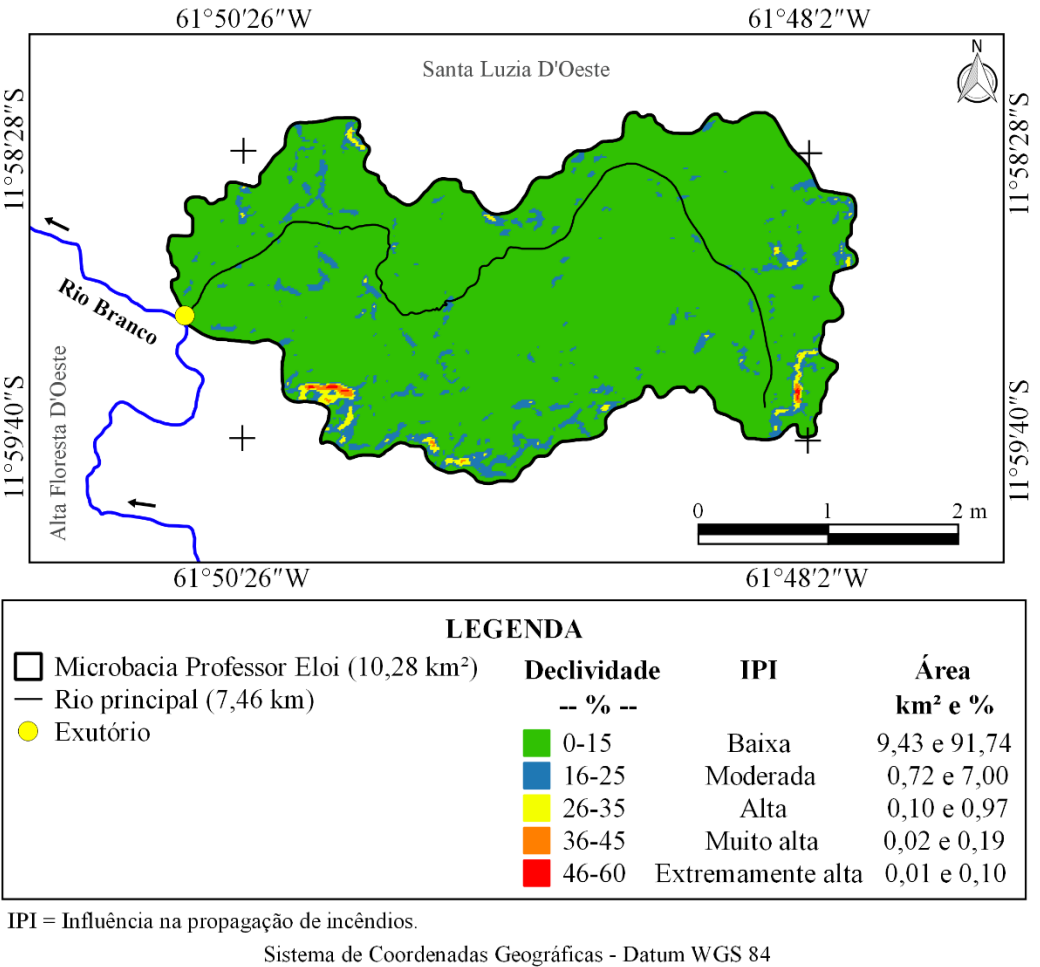 61°50'26"W 61°48'2"W
N
Santa Luzia D'Oeste
11°58'28"S 11°58'28"S
Rio Branco
Alta Floresta D'Oeste
11°59'40"S 11°59'40"S
0 1 2 m
61°50'26"W 61°48'2"W
LEGENDA
Microbacia Professor Eloi (10,28 km²)
Rio principal (7,46 km)
Exutório
Declividade IPI Área
-- % -- km² e %
0-15 Baixa 9,43 e 91,74
16-25 Moderada 0,72 e 7,00
26-35 Alta 0,10 e 0,97
36-45 Muito alta 0,02 e 0,19
46-60 Extremamente alta 0,01 e 0,10
IPI = Influência na propagação de incêndios.
Sistema de Coordenadas Geográficas - Datum WGS 84